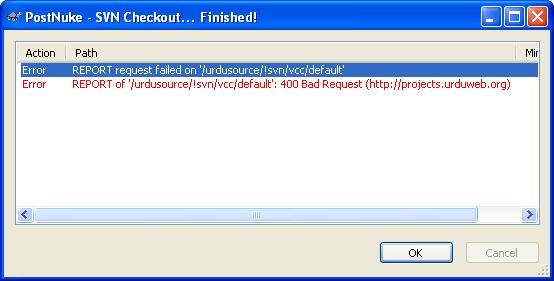 PostNuke - SVN Checkout... Finished!
Action Path Mir
Error REPORT request failed on '/urdusource/!svn/vcc/default'
Error REPORT of '/urdusource/!svn/vcc/default': 400 Bad Request (http://projects.urduweb.org)
OK Cancel